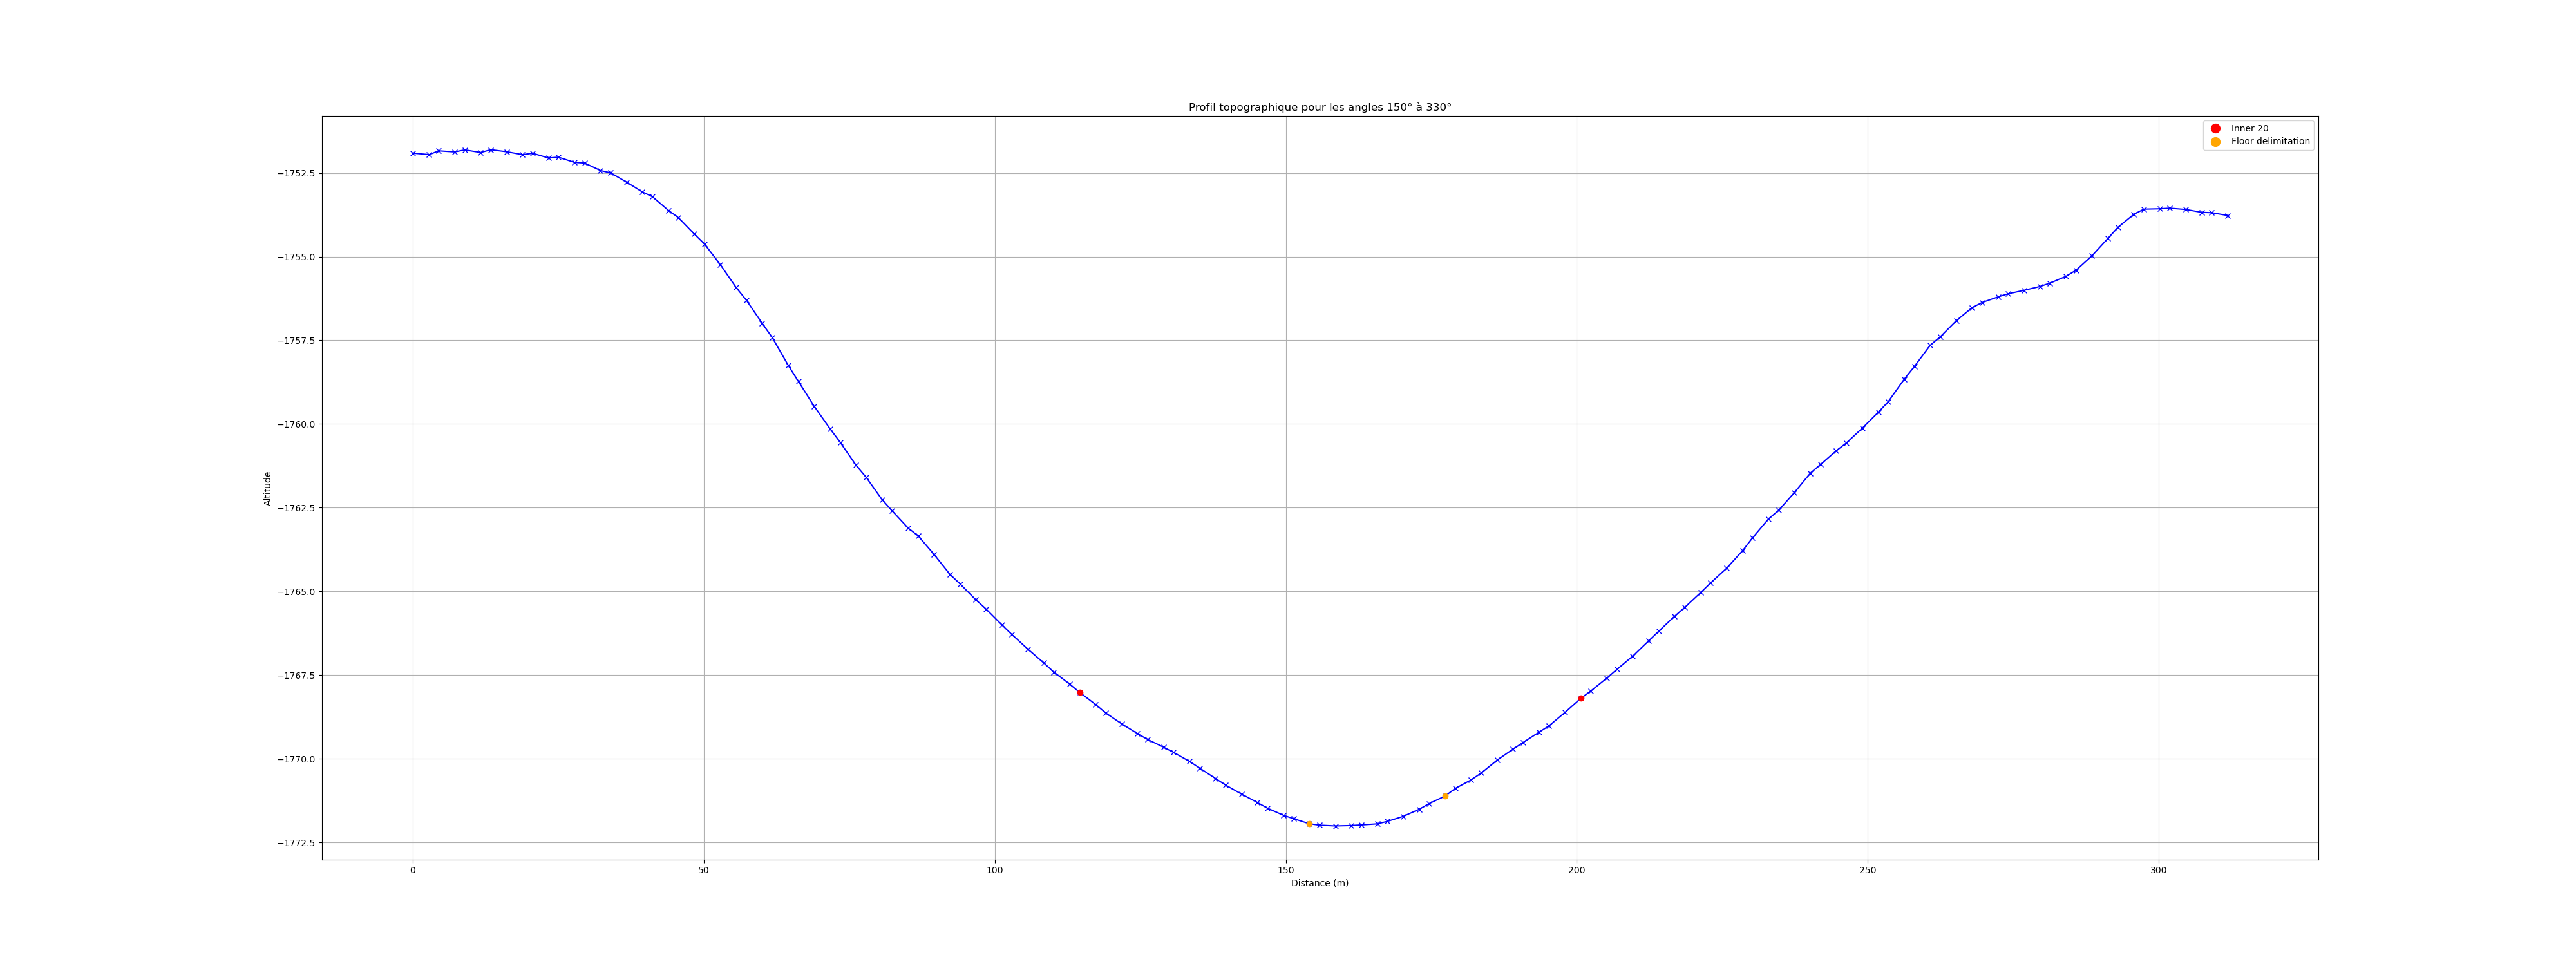 Profil topographique pour les angles 150° à 330°
Inner 20
Floor delimitation
−1752.5
−1755.0
−1757.5
−1760.0
−1762.5
−1765.0
−1767.5
−1770.0
−1772.5
Altitude
0 50 100 150 200 250 300
Distance (m)